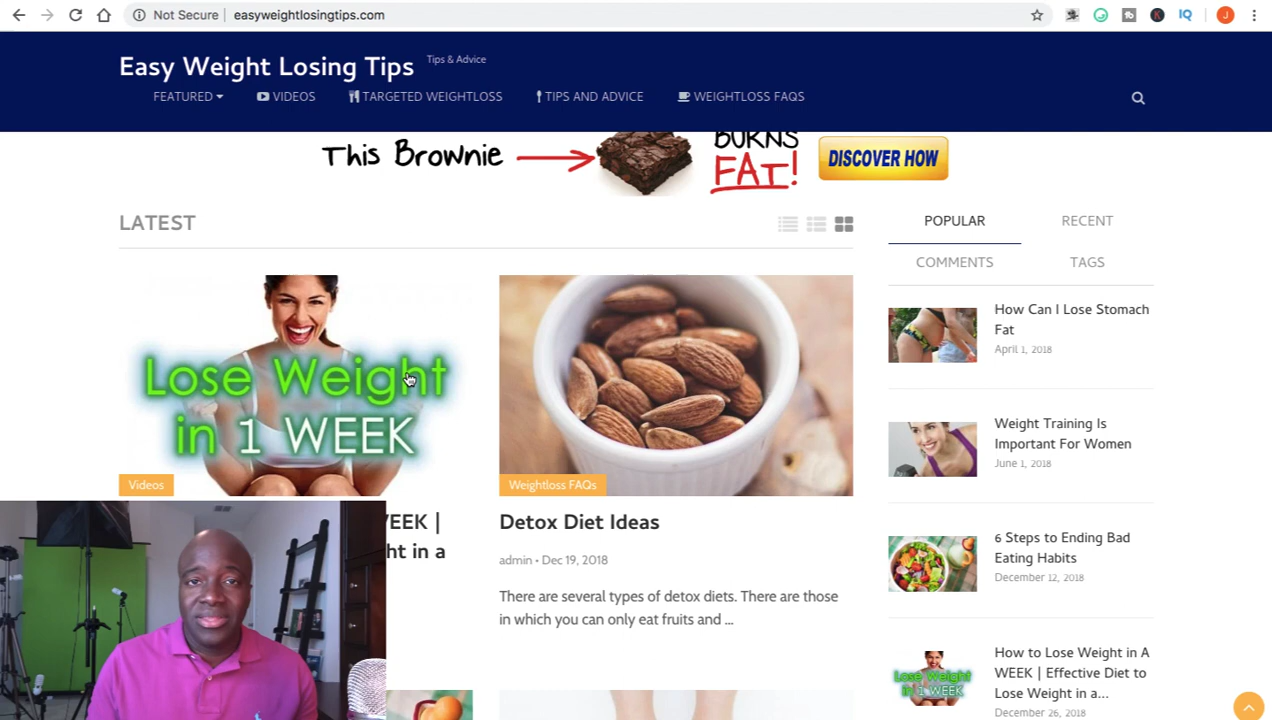 Not Secure | easyweightlosingtips.com
IQ
J
Easy Weight Losing Tips
Tips & Advice
FEATURED
VIDEOS
TARGETED WEIGHTLOSS
TIPS AND ADVICE
WEIGHTLOSS FAQS
This Brownie
BURNS
FAT!
DISCOVER HOW
LATEST
Lose Weight
in 1 WEEK
Videos
WEEK |
ht in a
Weightloss FAQs
Detox Diet Ideas
admin • Dec 19, 2018
There are several types of detox diets. There are those
in which you can only eat fruits and ...
POPULAR
RECENT
COMMENTS
TAGS
How Can I Lose Stomach
Fat
April 1, 2018
Weight Training Is
Important For Women
June 1, 2018
6 Steps to Ending Bad
Eating Habits
December 12, 2018
Lose Weight
in 1 WEEK
How to Lose Weight in A
WEEK | Effective Diet to
Lose Weight in a...
December 26, 2018